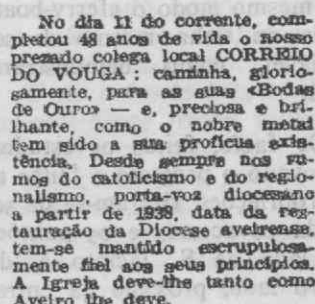 No dia 11 do corrente, com-
pletou 48 anos de vida o nosso
prezado colega local CORREIO
DO VOUGA: caminha, glorio-
samente, para as suas «Bodas
de Ouro» — e, preciosa e bri-
lhante, como o nobre metal
tem sido a sua profícua exis-
tência. Desde sempre nos ru-
mos do catolicismo e do regio-
nalismo, porta-voz diocesano
a partir de 1938, data da res-
tauração da Diocese aveirense,
tem-se mantido escrupulosa-
mente fiel aos seus princípios.
A Igreja deve-lhe tanto como
Aveiro lhe deve.